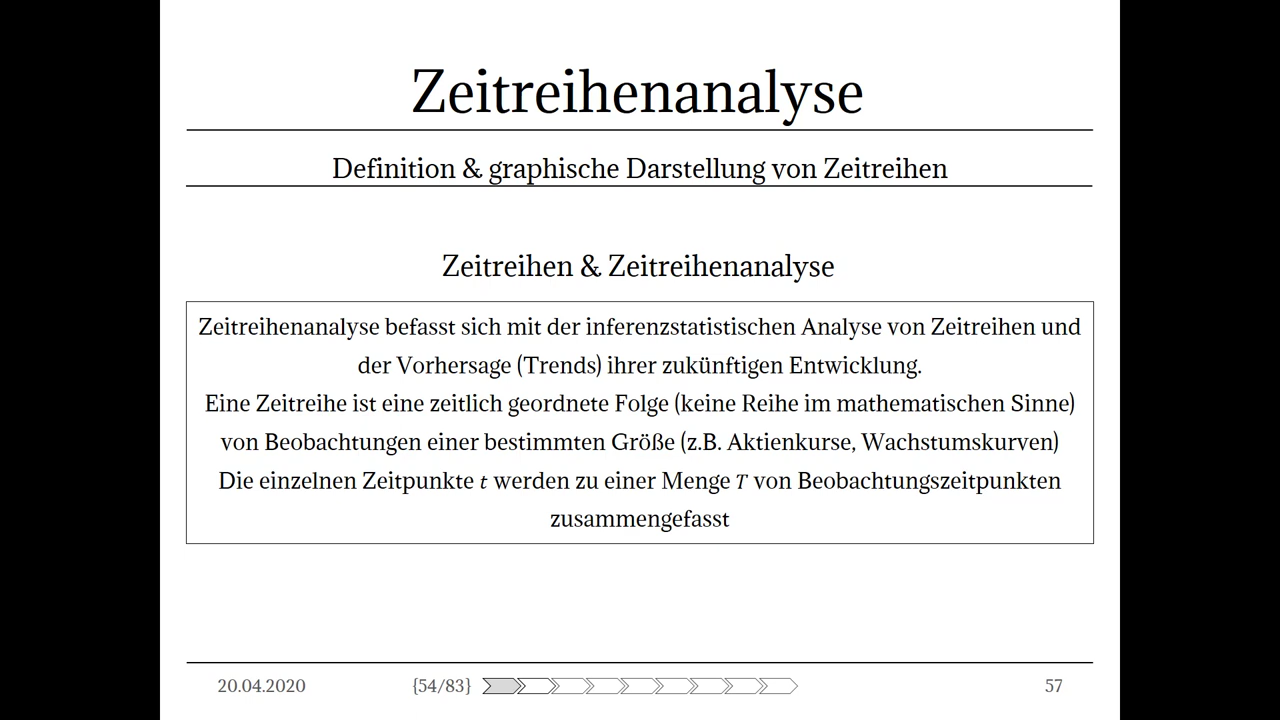 Zeitreihenanalyse
Definition & graphische Darstellung von Zeitreihen
Zeitreihen & Zeitreihenanalyse
Zeitreihenanalyse befasst sich mit der inferenzstatistischen Analyse von Zeitreihen und
der Vorhersage (Trends) ihrer zukünftigen Entwicklung.
Eine Zeitreihe ist eine zeitlich geordnete Folge (keine Reihe im mathematischen Sinne)
von Beobachtungen einer bestimmten Größe (z.B. Aktienkurse, Wachstumskurven)
Die einzelnen Zeitpunkte t werden zu einer Menge T von Beobachtungszeitpunkten
zusammengefasst
20.04.2020 {54/83} 57